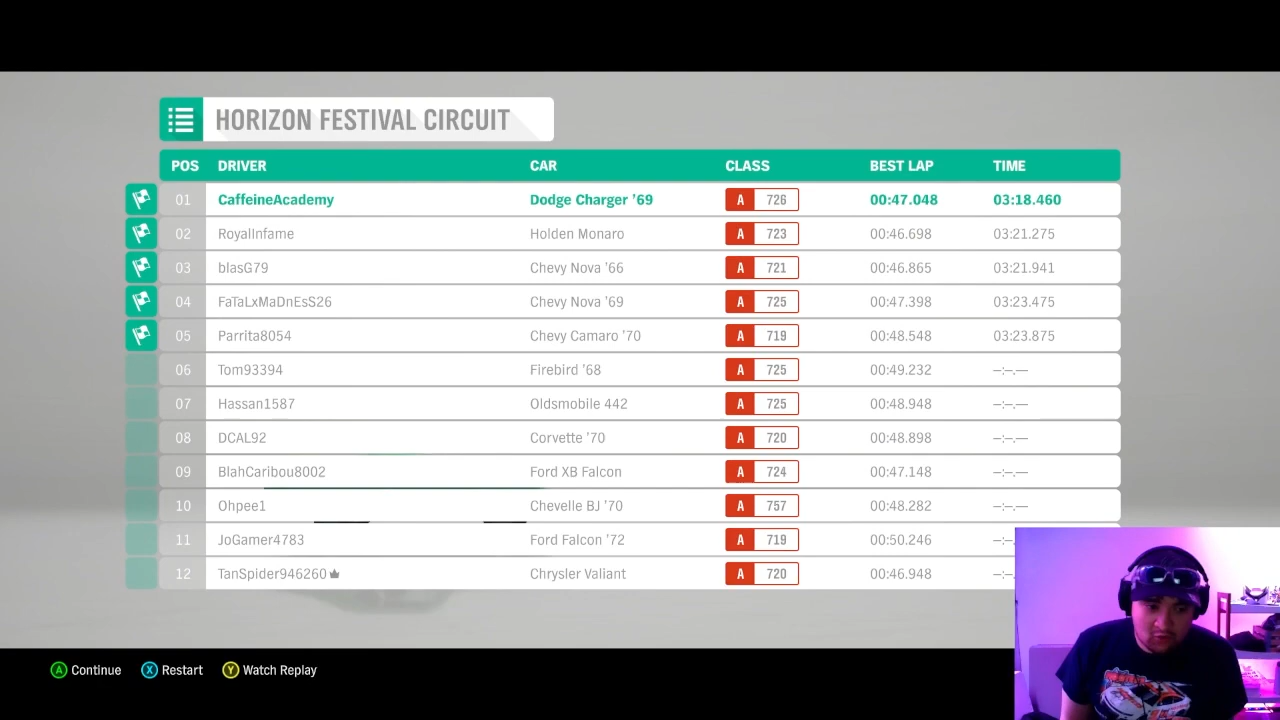 HORIZON FESTIVAL CIRCUIT
POS DRIVER CAR CLASS BEST LAP TIME
01 CaffeineAcademy Dodge Charger '69 A 726 00:47.048 03:18.460
02 RoyalInfame Holden Monaro A 723 00:46.698 03:21.275
03 blasG79 Chevy Nova '66 A 721 00:46.865 03:21.941
04 FaTaLxMaDnEsS26 Chevy Nova '69 A 725 00:47.398 03:23.475
05 Parrita8054 Chevy Camaro '70 A 719 00:48.548 03:23.875
06 Tom93394 Firebird '68 A 725 00:49.232 –:–.––
07 Hassan1587 Oldsmobile 442 A 725 00:48.948 –:–.––
08 DCAL92 Corvette '70 A 720 00:48.898 –:–.––
09 BlahCaribou8002 Ford XB Falcon A 724 00:47.148 –:–.––
10 Ohpee1 Chevelle BJ '70 A 757 00:48.282 –:–.––
11 JoGamer4783 Ford Falcon '72 A 719 00:50.246 –:–.
12 TanSpider946260 Chrysler Valiant A 720 00:46.948 –:–.
A Continue X Restart Y Watch Replay